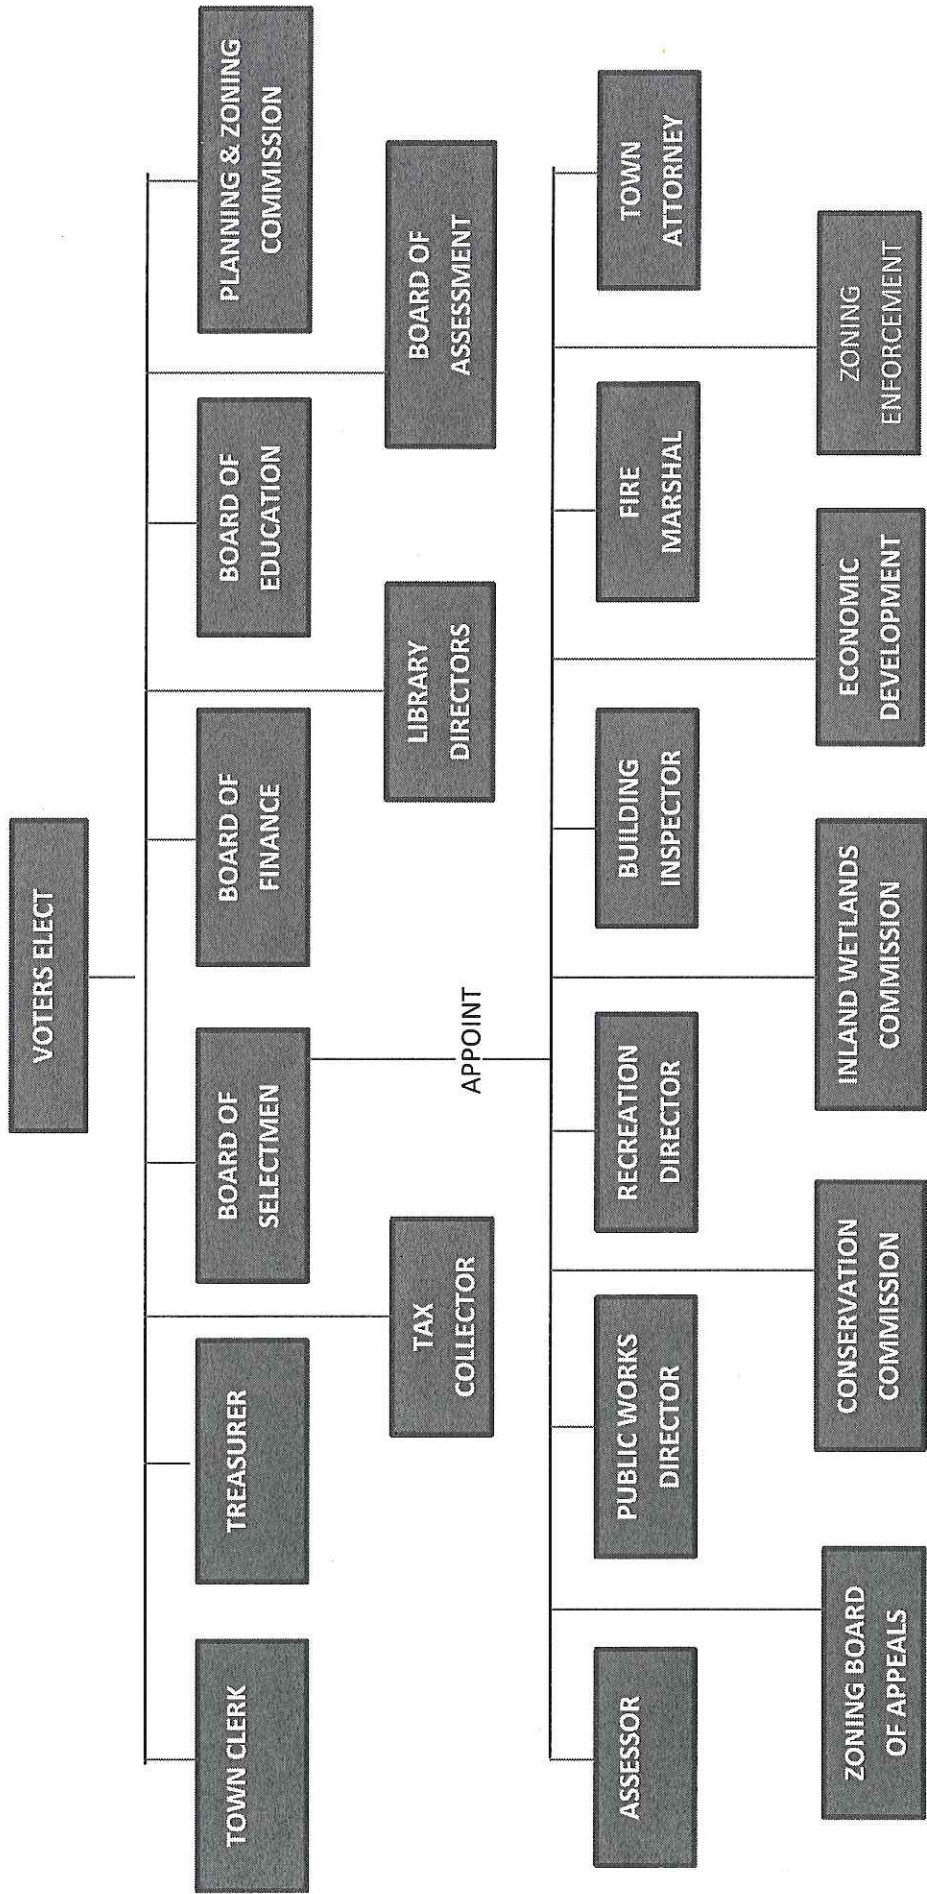 VOTERS ELECT
TOWN CLERK
TREASURER
BOARD OF
SELECTMEN
BOARD OF
FINANCE
BOARD OF
EDUCATION
PLANNING & ZONING
COMMISSION
TAX
COLLECTOR
LIBRARY
DIRECTORS
BOARD OF
ASSESSMENT
APPOINT
ASSESSOR
PUBLIC WORKS
DIRECTOR
RECREATION
DIRECTOR
BUILDING
INSPECTOR
FIRE
MARSHAL
TOWN
ATTORNEY
ZONING BOARD
OF APPEALS
CONSERVATION
COMMISSION
INLAND WETLANDS
COMMISSION
ECONOMIC
DEVELOPMENT
ZONING
ENFORCEMENT